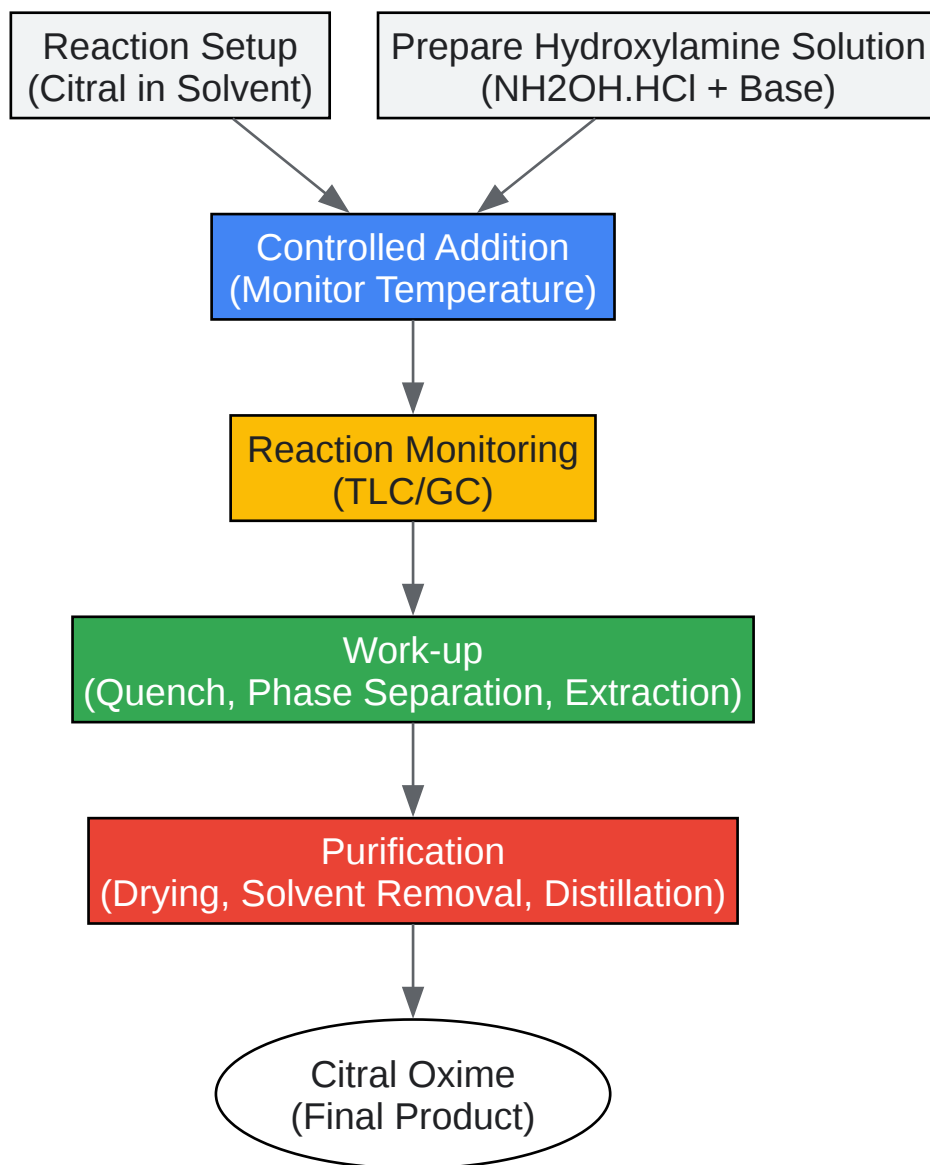 Reaction Setup
(Citral in Solvent)
Prepare Hydroxylamine Solution
(NH2OH.HCl + Base)
Controlled Addition
(Monitor Temperature)
Reaction Monitoring
(TLC/GC)
Work-up
(Quench, Phase Separation, Extraction)
Purification
(Drying, Solvent Removal, Distillation)
Citral Oxime
(Final Product)